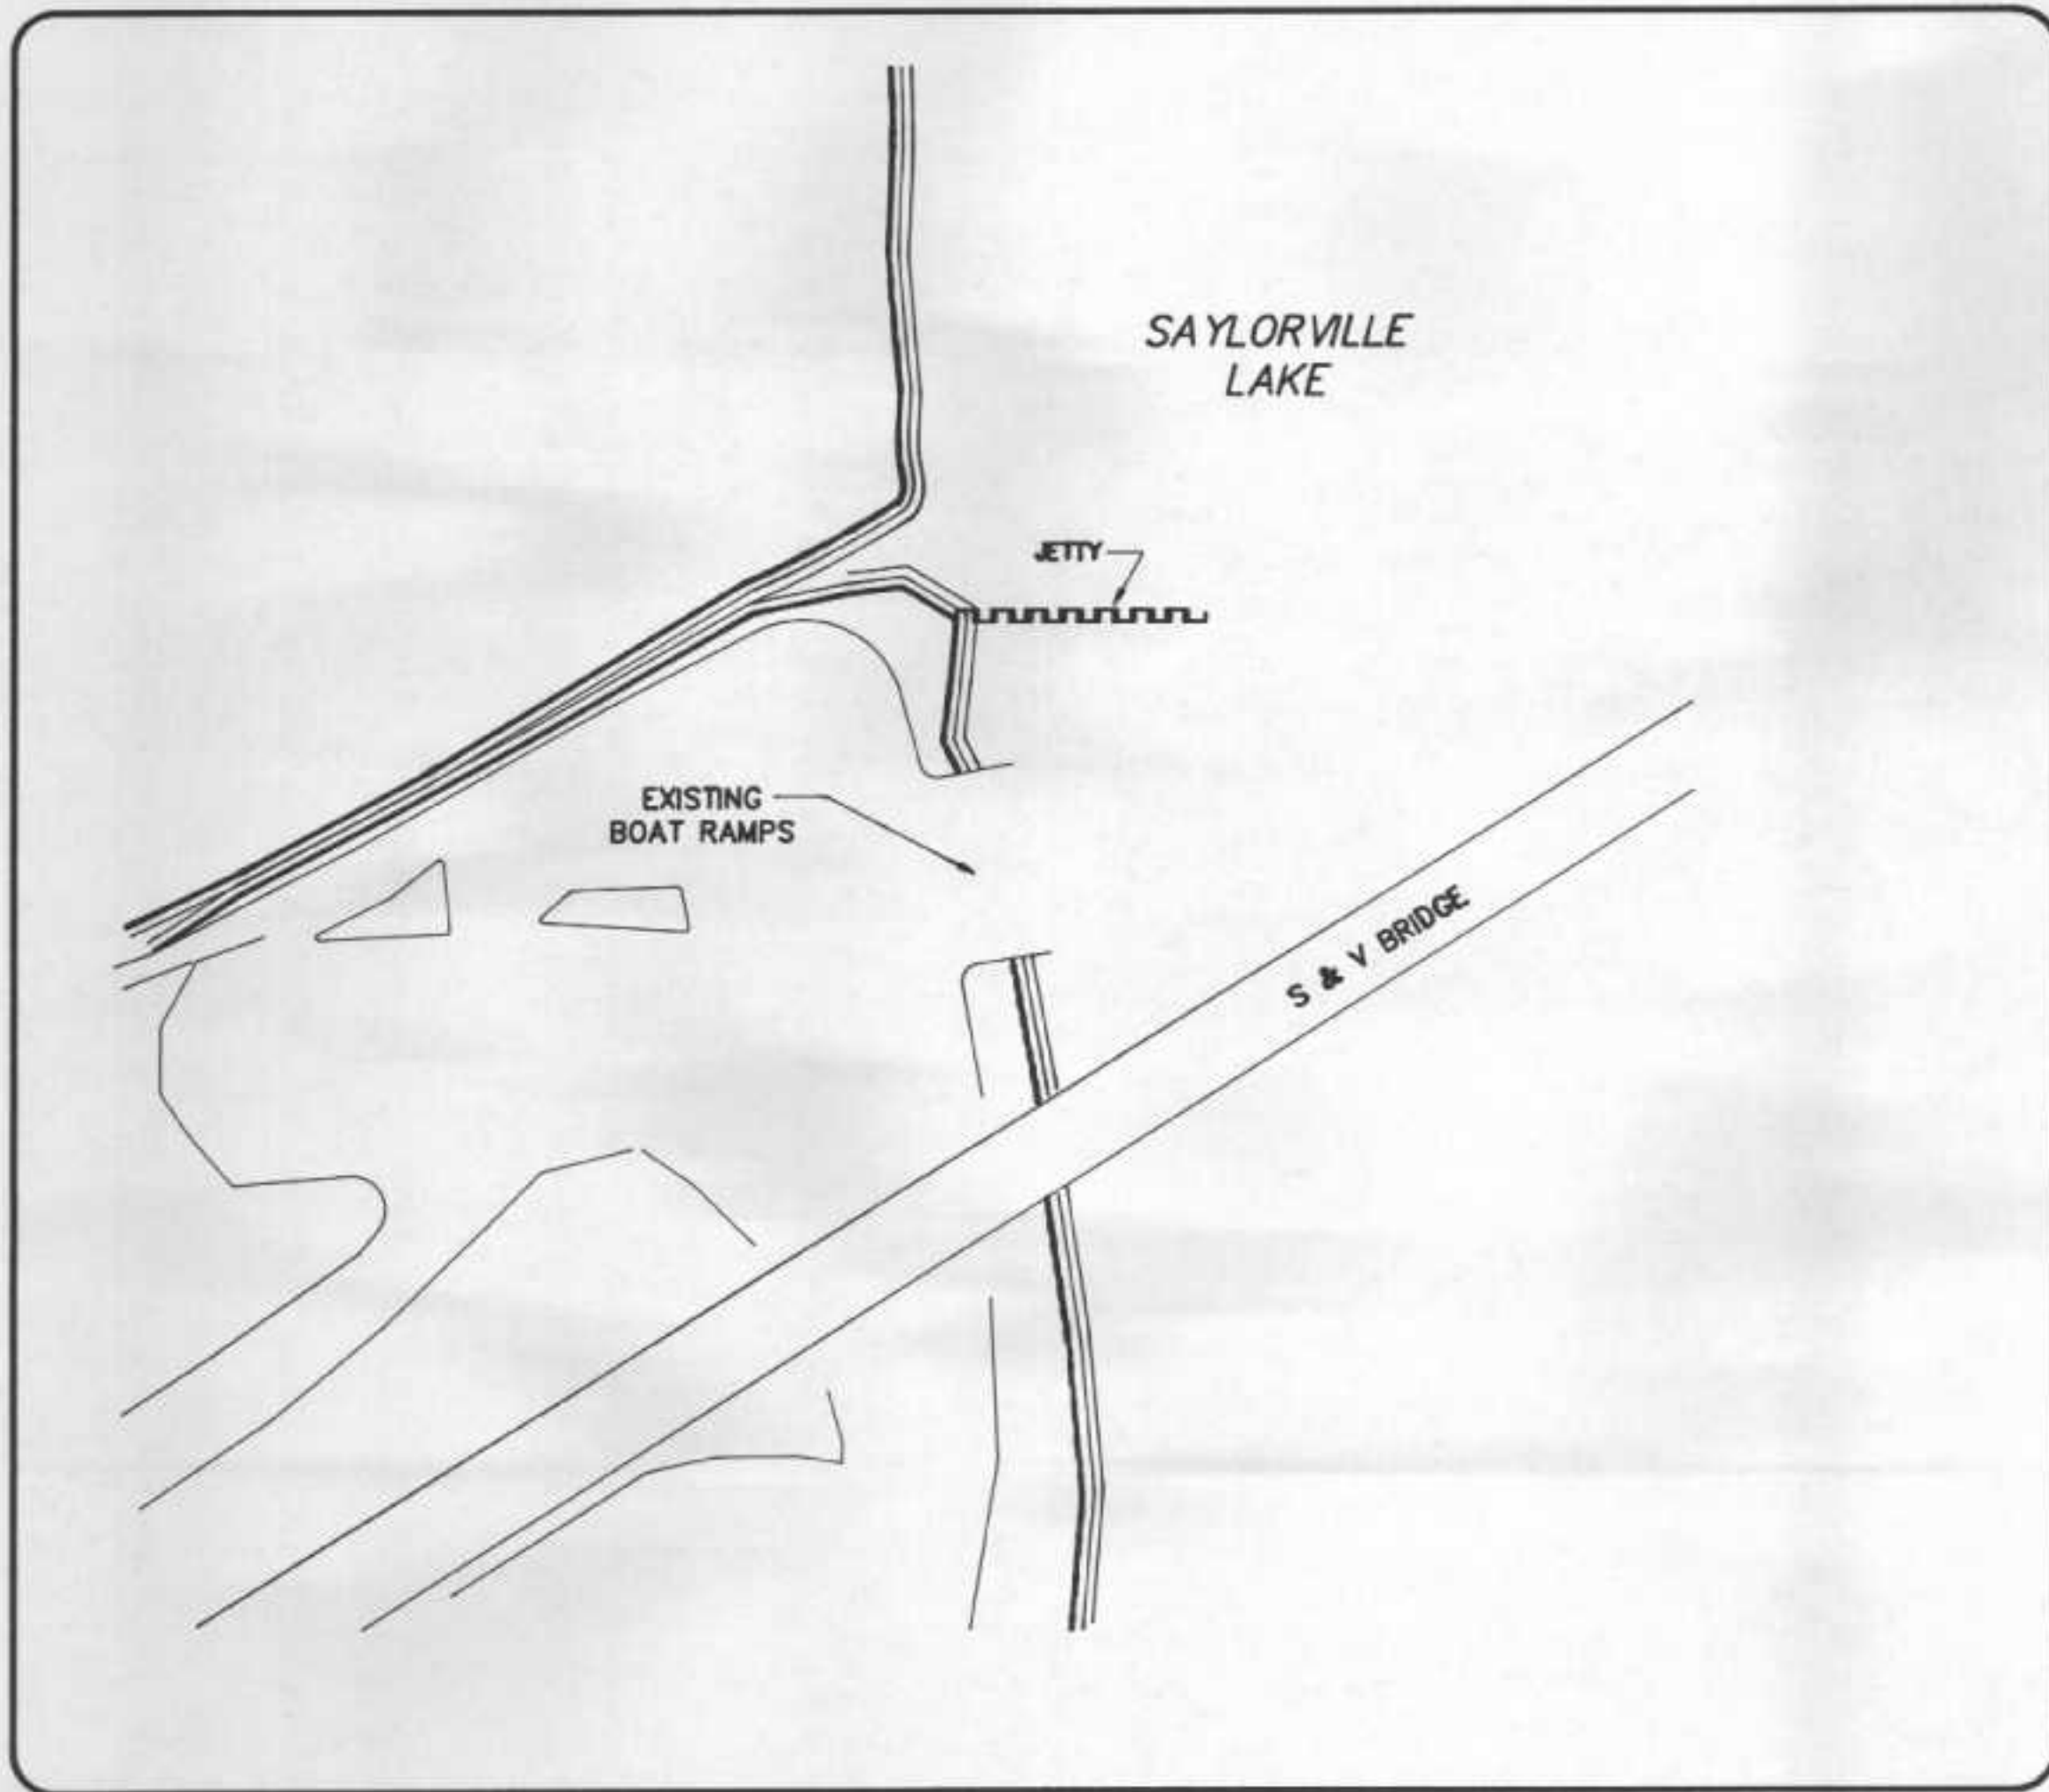 SAYLORVILLE
LAKE
JETTY
EXISTING
BOAT RAMPS
S & V BRIDGE